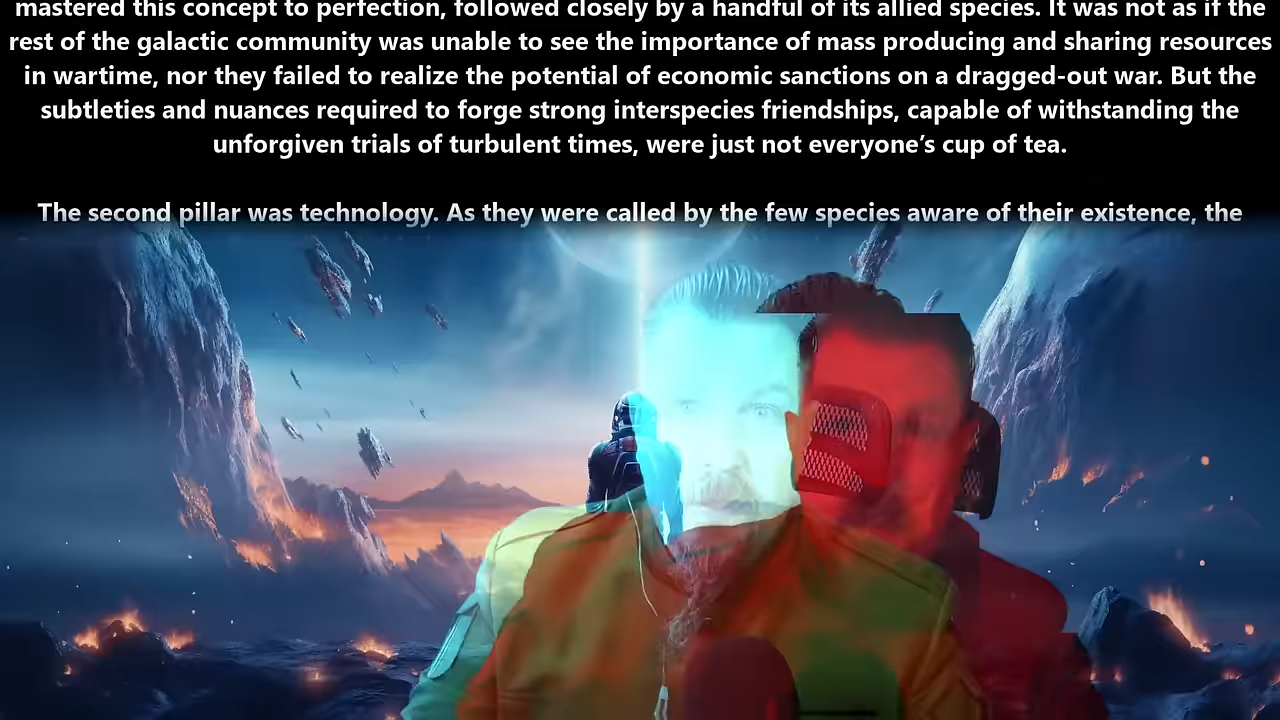 mastered this concept to perfection, followed closely by a handful of its allied species. It was not as if the
rest of the galactic community was unable to see the importance of mass producing and sharing resources
in wartime, nor they failed to realize the potential of economic sanctions on a dragged-out war. But the
subtleties and nuances required to forge strong interspecies friendships, capable of withstanding the
unforgiven trials of turbulent times, were just not everyone’s cup of tea.
The second pillar was technology. As they were called by the few species aware of their existence, the